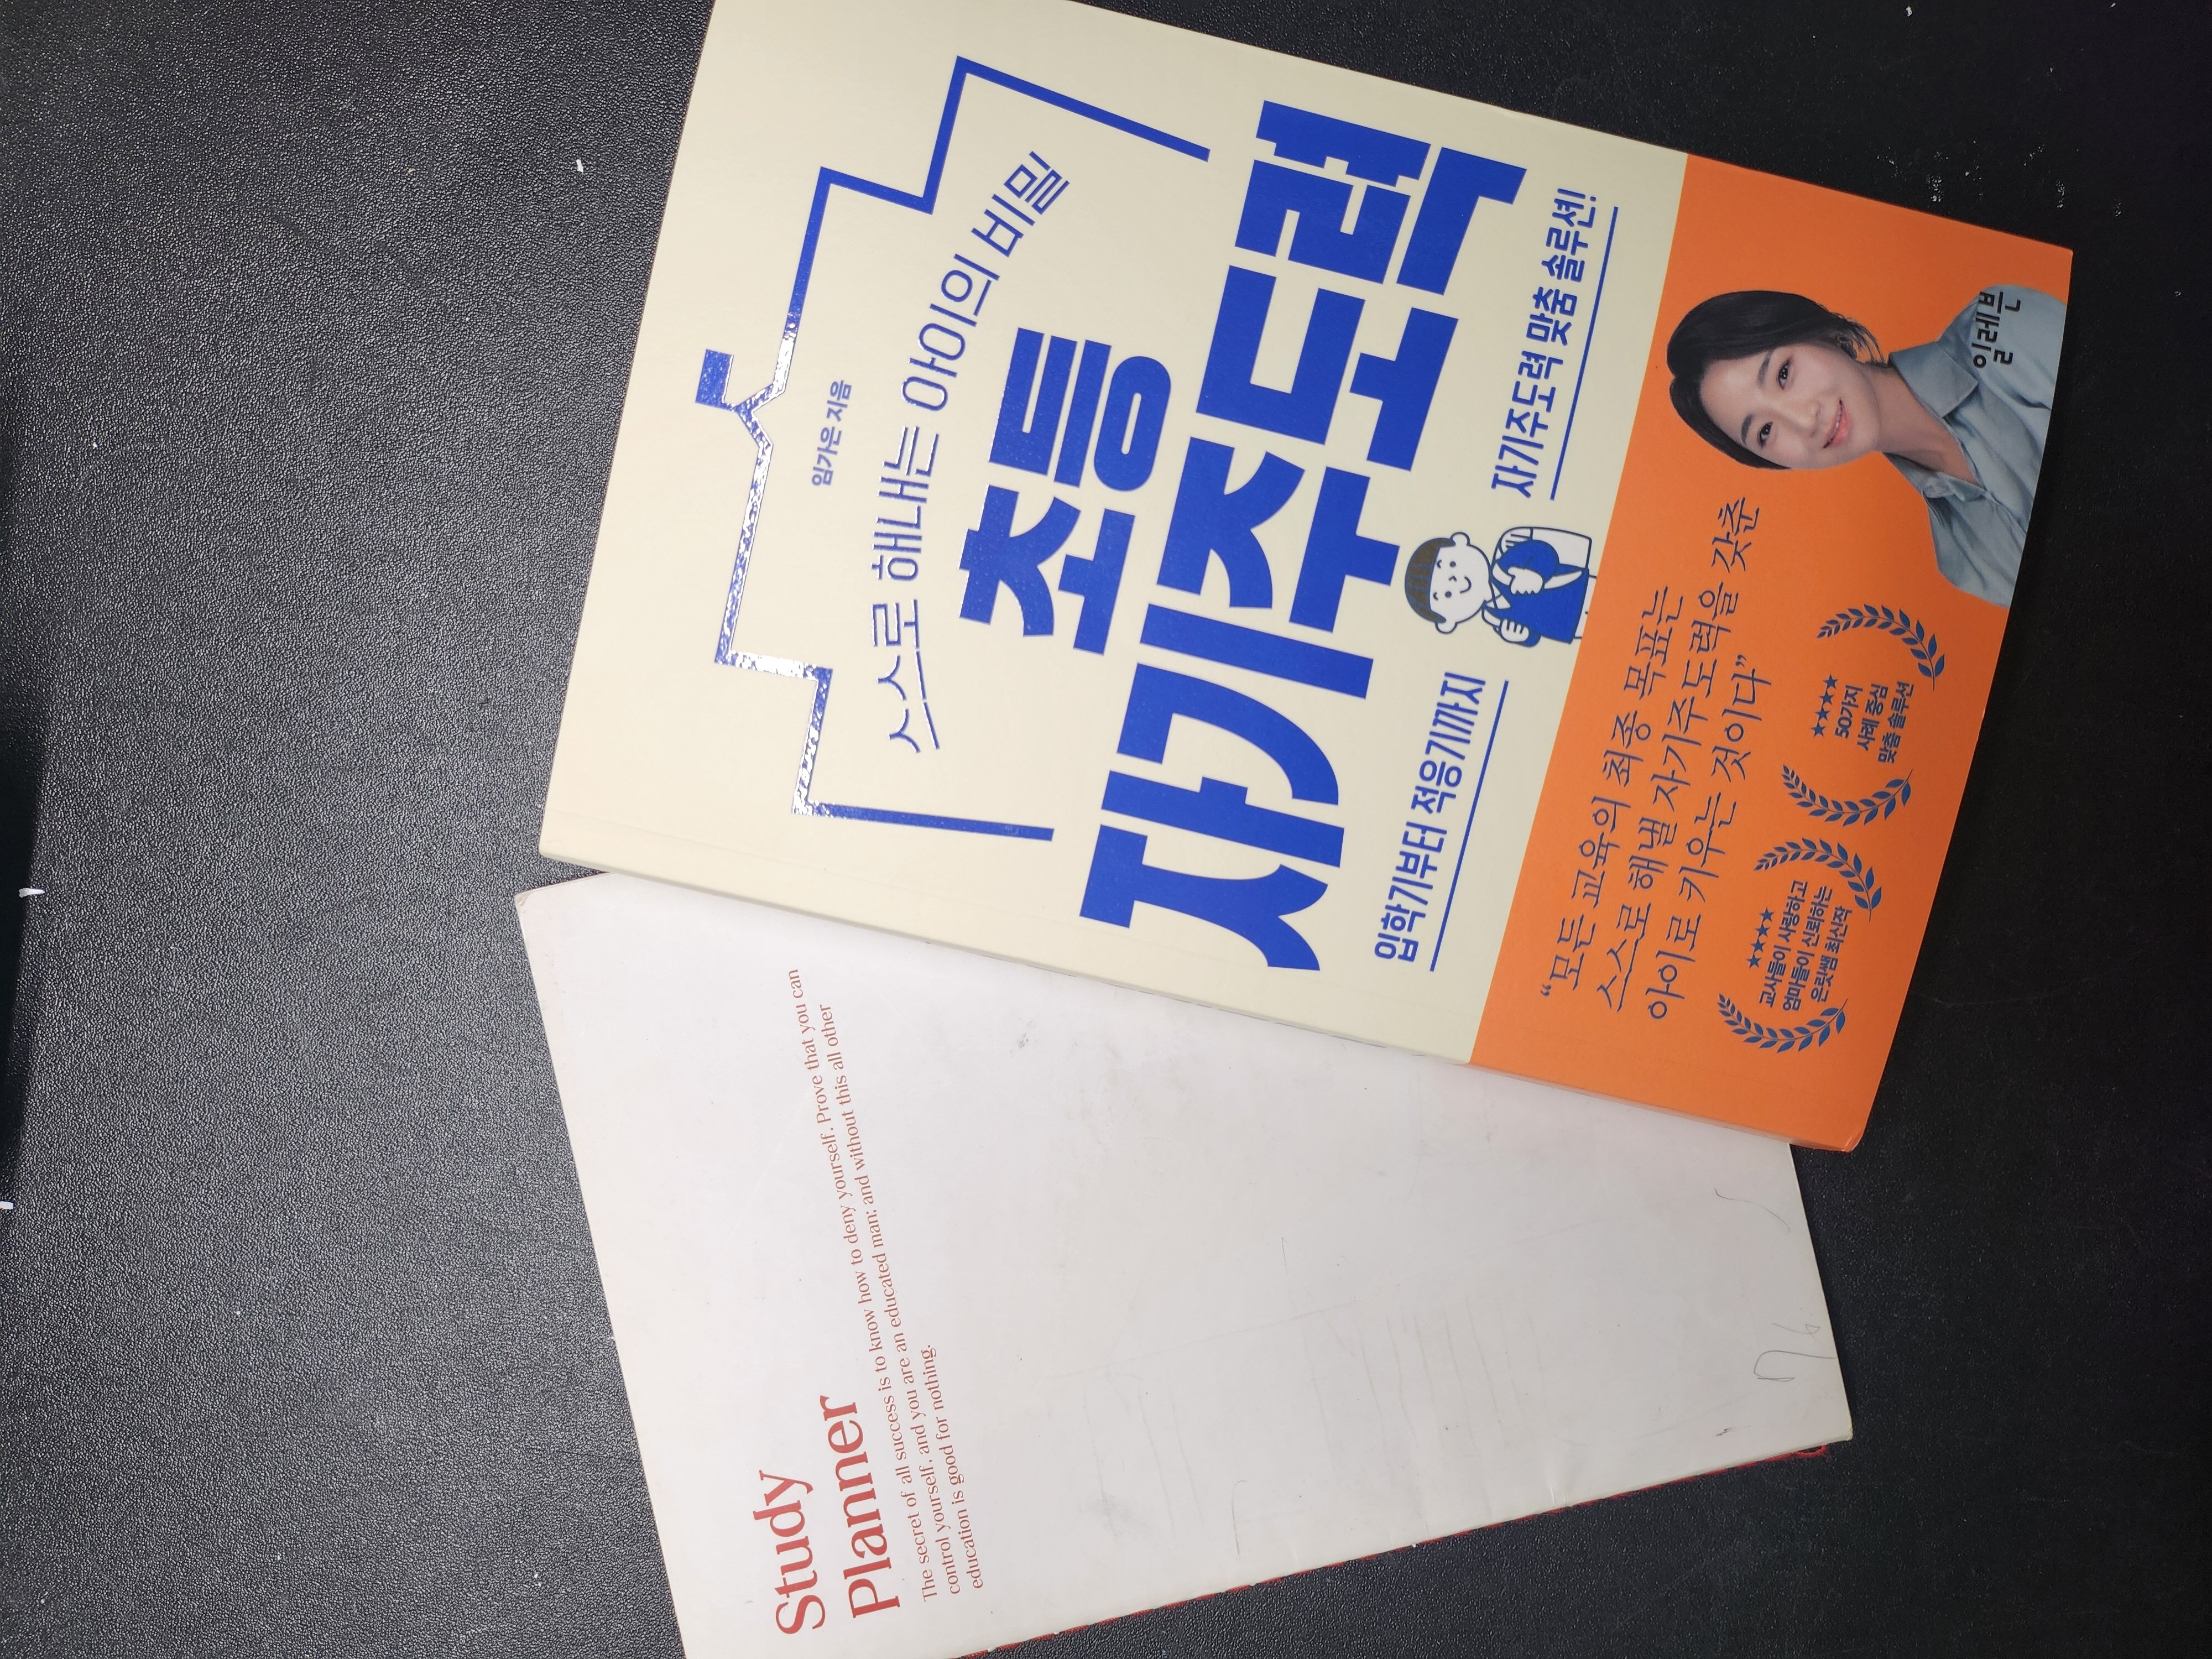 임가은 지음
스스로 해내는 아이의 비밀
초등
자기주도력
입학기부터 적응기까지
자기주도력 맞춤 솔루션!
“모든 교육의 최종 목표는
스스로 해낼 자기주도력을 갖춘
아이로 키우는 것이다”
★★★★
교사들이 사랑하고
엄마들이 신뢰하는
은릿쌤 최신작
★★★★
50가지
사례 중심
맞춤 솔루션
일레븐
Study
Planner
The secret of all success is to know how to deny yourself. Prove that you can
control yourself, and you are an educated man; and without this all other
education is good for nothing.